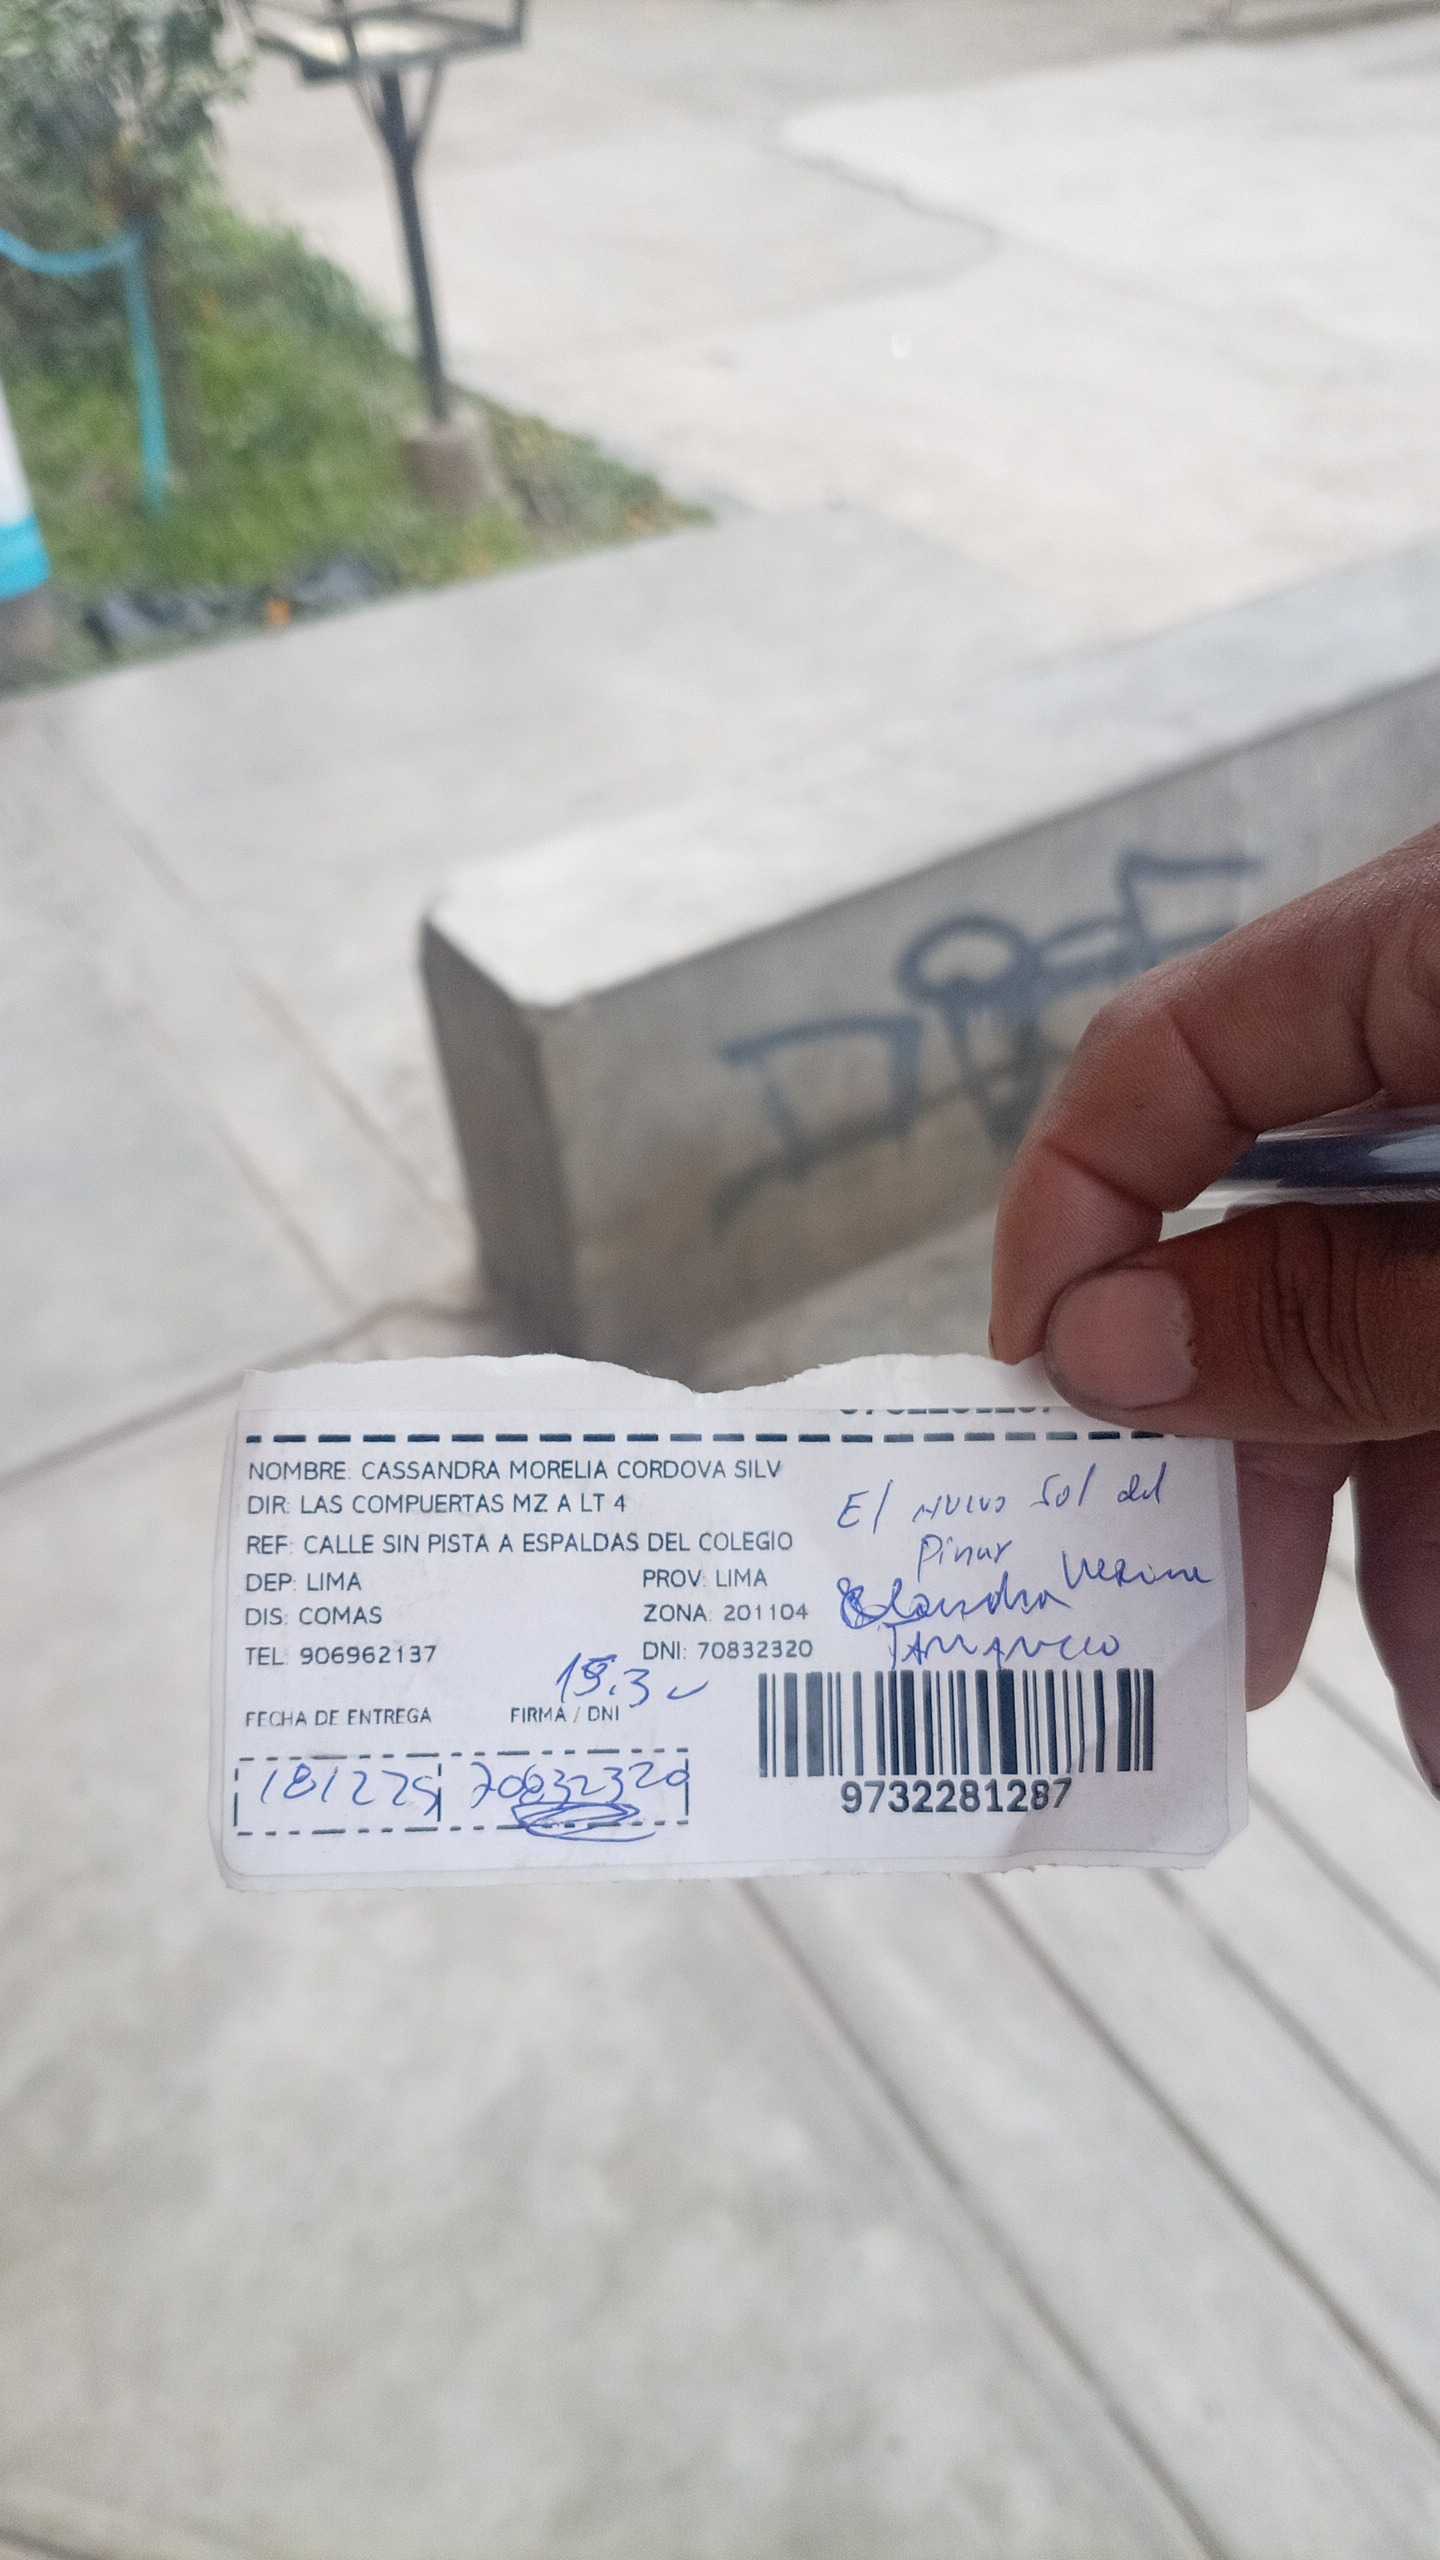 NOMBRE: CASSANDRA MORELIA CORDOVA SILV
DIR: LAS COMPUERTAS MZ A LT 4
REF: CALLE SIN PISTA A ESPALDAS DEL COLEGIO
DEP: LIMA PROV: LIMA
DIS: COMAS ZONA: 201104
TEL: 906962137 DNI: 70832320
El nuevo Sol del
Pinar
FECHA DE ENTREGA FIRMA / DNI
181225 70832320
9732281287